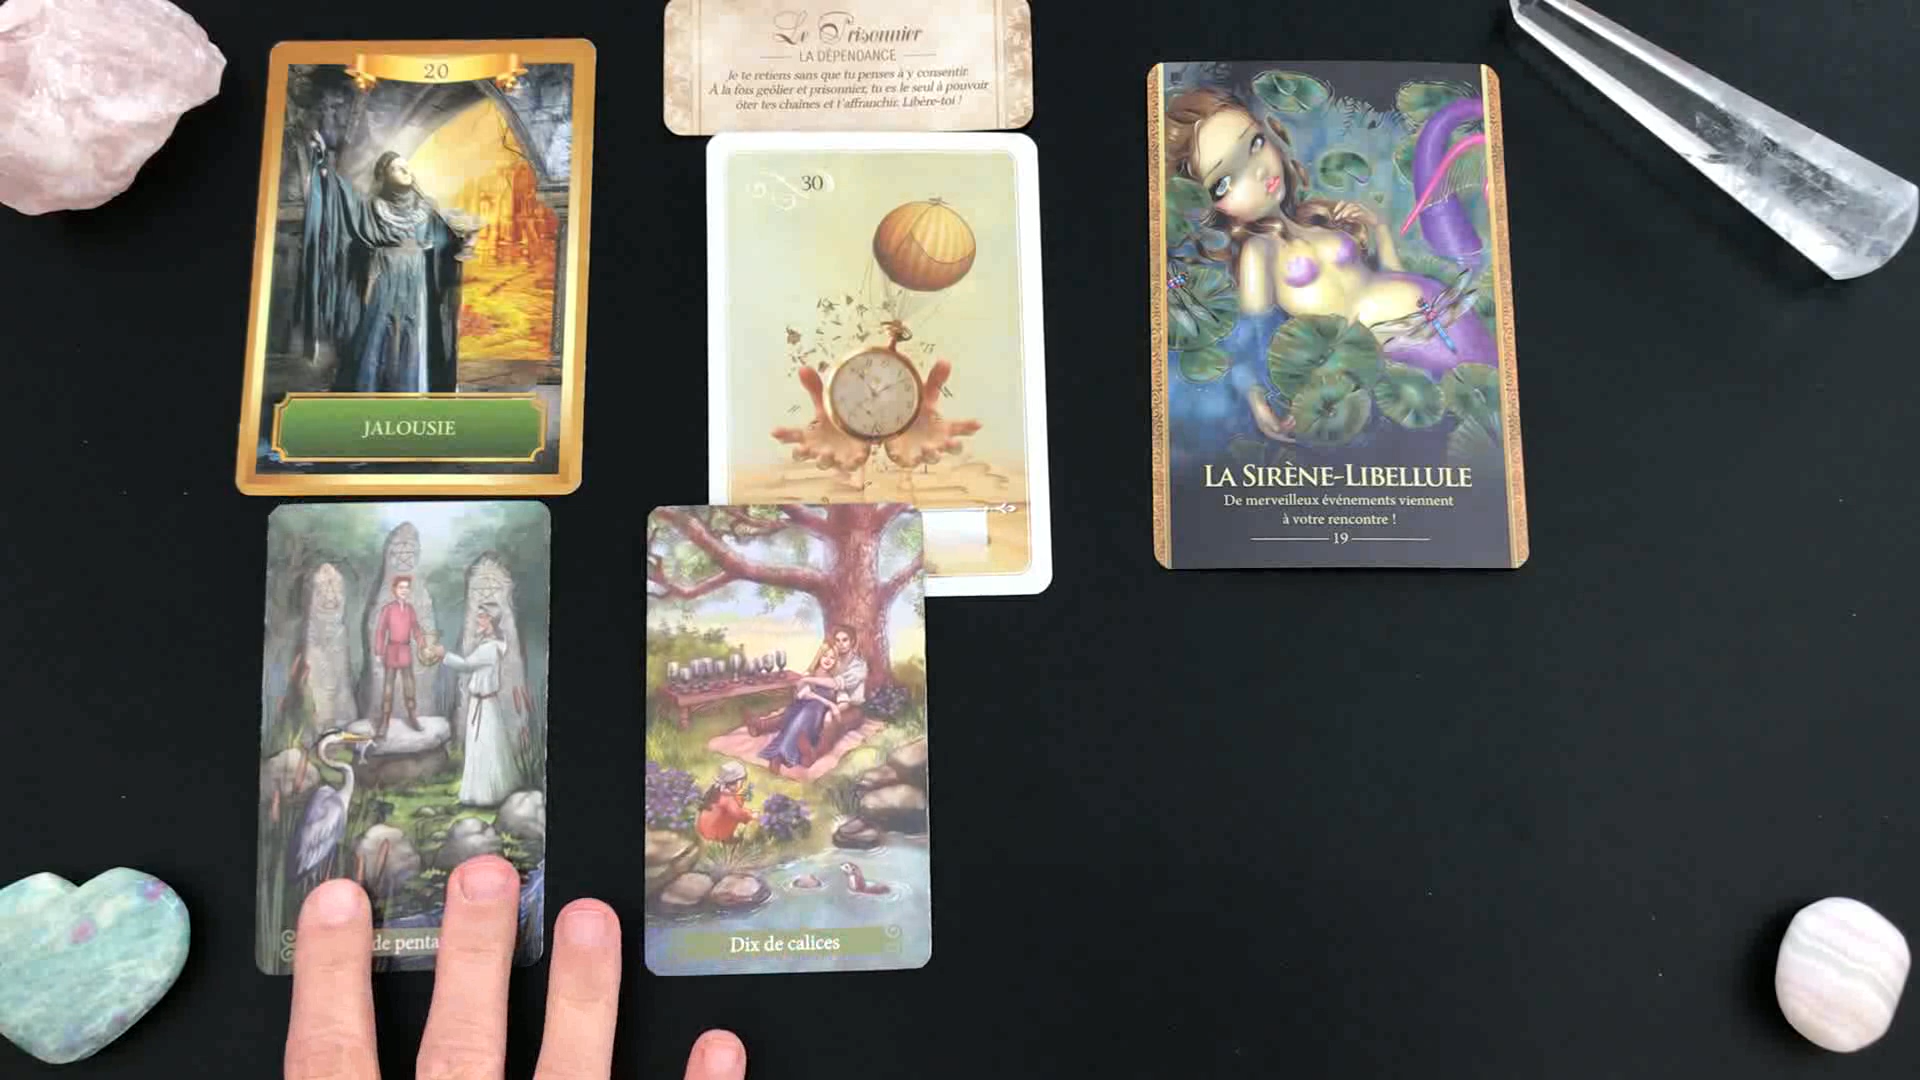 20
JALOUSIE
Le Prisonnier
LA DÉPENDANCE
Je te retiens sans que tu penses à y consentir.
À la fois geôlier et prisonnier, tu es le seul à pouvoir
ôter tes chaînes et t'affranchir. Libère-toi !
30
LA SIRÈNE-LIBELLULE
De merveilleux événements viennent
à votre rencontre !
19
de penta
Dix de calices